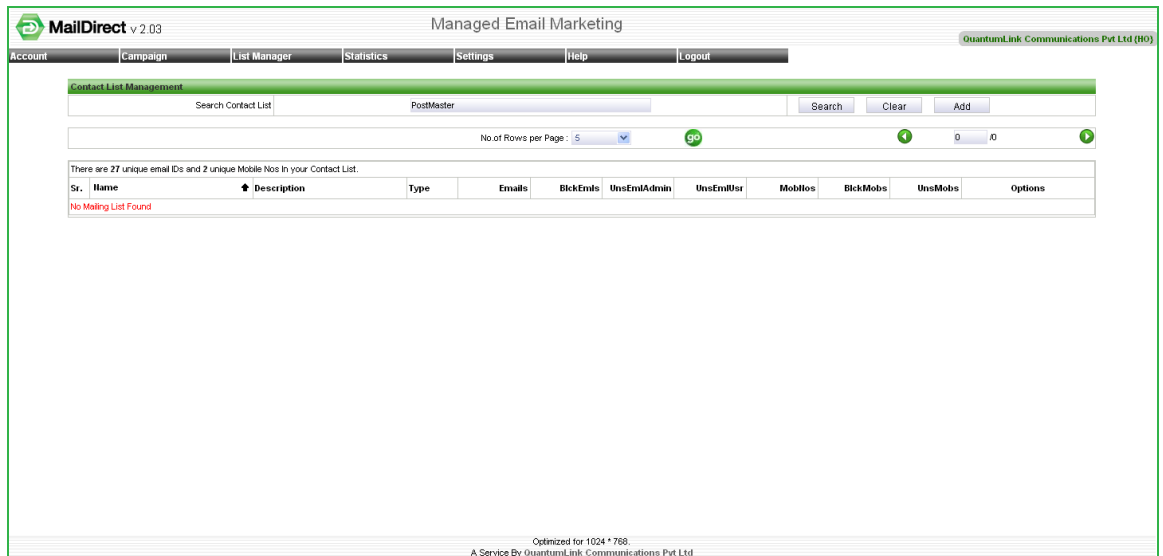 MailDirect v 2.03
Managed Email Marketing
QuantumLink Communications Pvt Ltd (HO)
Account Campaign List Manager Statistics Settings Help Logout
Contact List Management
Search Contact List PostMaster Search Clear Add
No.of Rows per Page : 5 go 0 /0
There are 27 unique email IDs and 2 unique Mobile Nos In your Contact List.
Sr. Name Description Type Emails BlckEmls UnsEmlAdmin UnsEmlUsr MobNos BlckMobs UnsMobs Options
No Mailing List Found
Optimized for 1024 * 768.
A Service By QuantumLink Communications Pvt Ltd